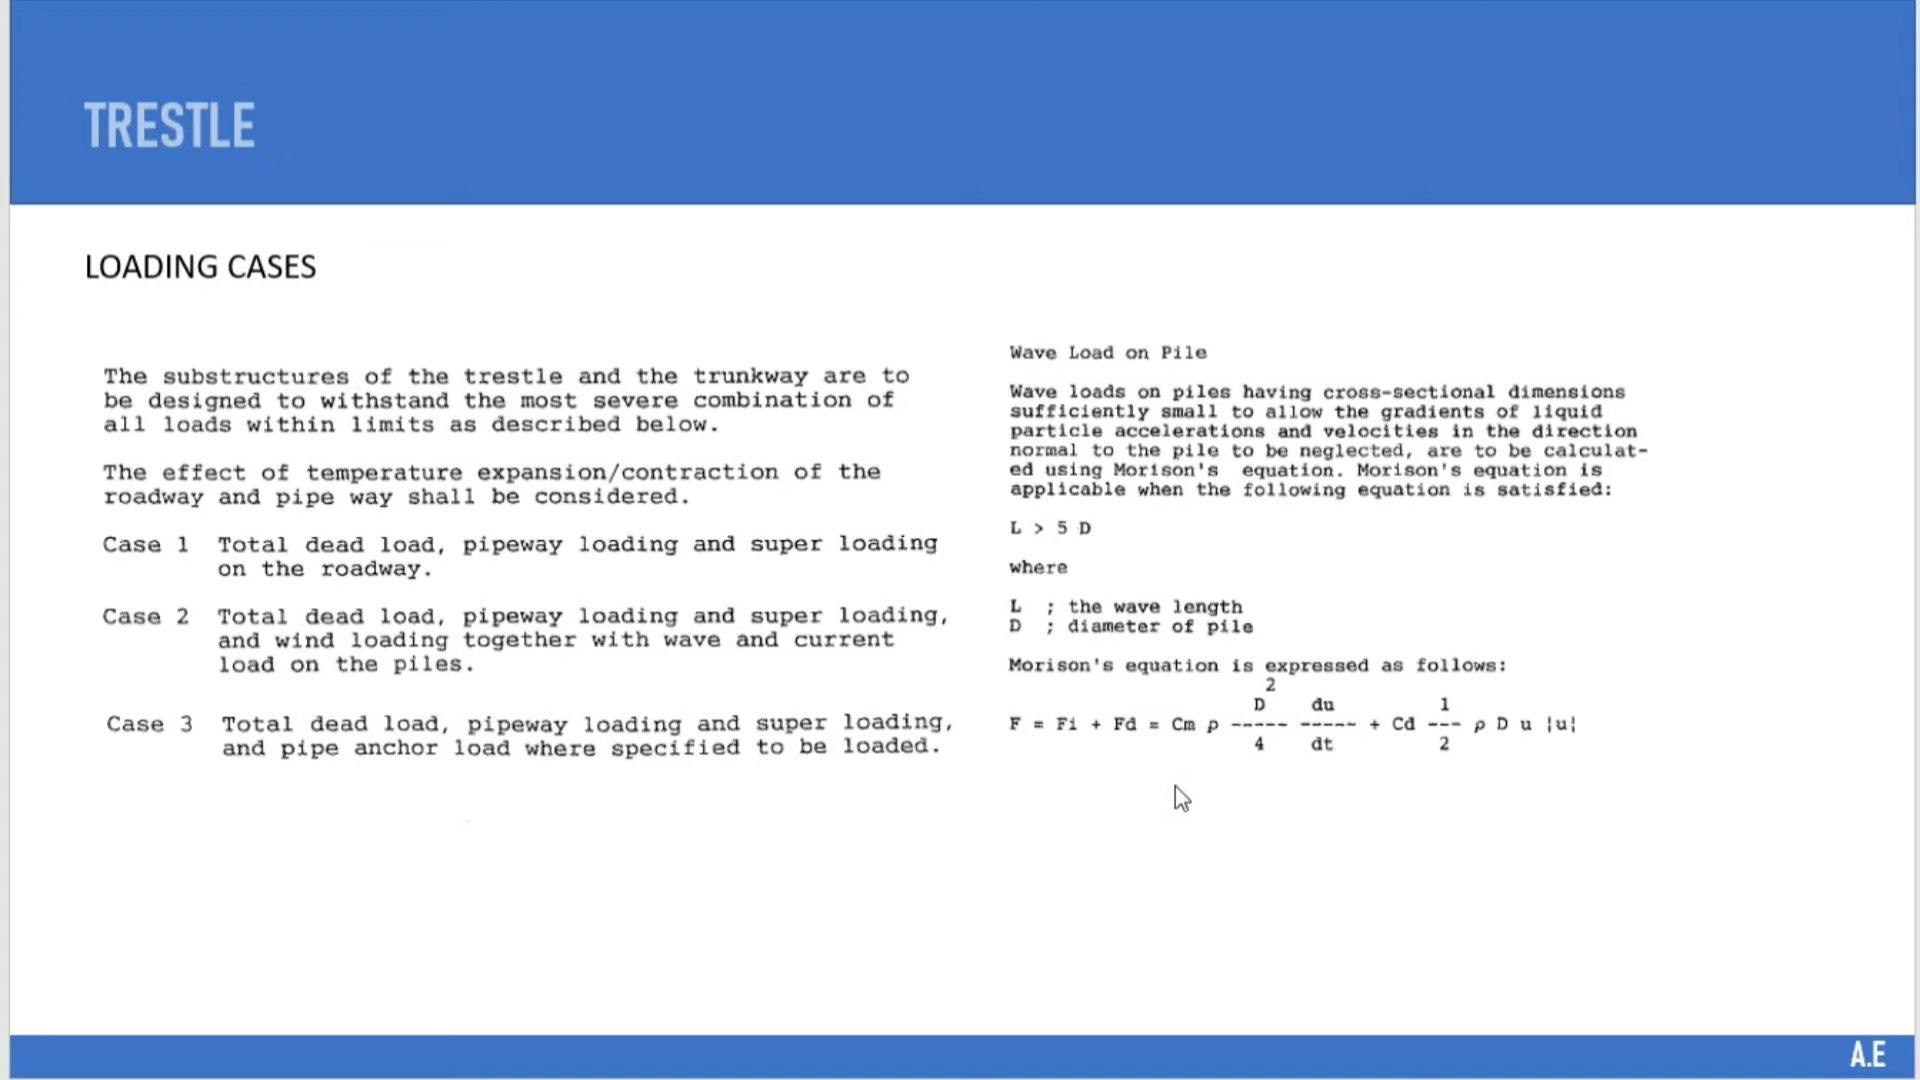 TRESTLE
LOADING CASES
The substructures of the trestle and the trunkway are to
be designed to withstand the most severe combination of
all loads within limits as described below.
The effect of temperature expansion/contraction of the
roadway and pipe way shall be considered.
Case 1 Total dead load, pipeway loading and super loading
on the roadway.
Case 2 Total dead load, pipeway loading and super loading,
and wind loading together with wave and current
load on the piles.
Case 3 Total dead load, pipeway loading and super loading,
and pipe anchor load where specified to be loaded.
Wave Load on Pile
Wave loads on piles having cross-sectional dimensions
sufficiently small to allow the gradients of liquid
particle accelerations and velocities in the direction
normal to the pile to be neglected, are to be calculat-
ed using Morison's equation. Morison's equation is
applicable when the following equation is satisfied:
L > 5 D
where
L ; the wave length
D ; diameter of pile
Morison's equation is expressed as follows:
2
D du 1
F = Fi + Fd = Cm ρ ----- ----- + Cd --- ρ D u ¦u¦
4 dt 2
A.E